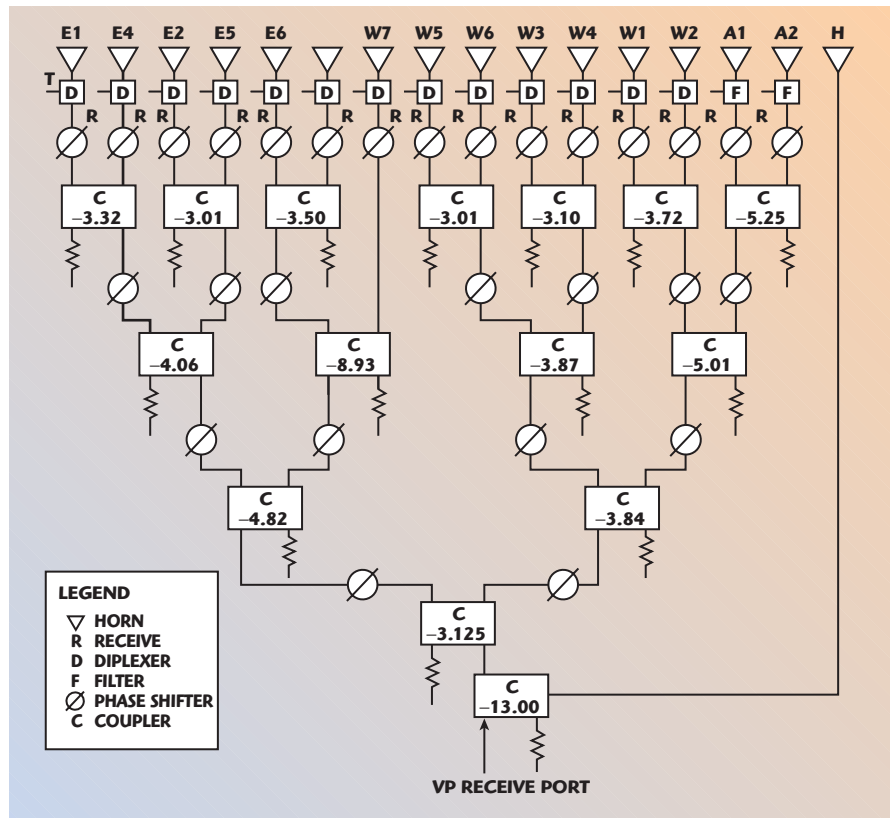 E1 E4 E2 E5 E6 W7 W5 W6 W3 W4 W1 W2 A1 A2 H
T
D D D D D D D D D D D D D F F
R R R R R R R R R R R R R R
C C C C C C C
−3.32 −3.01 −3.50 −3.01 −3.10 −3.72 −5.25
C C C C
−4.06 −8.93 −3.87 −5.01
C C
−4.82 −3.84
C
−3.125
C
−13.00
VP RECEIVE PORT
LEGEND
HORN
R RECEIVE
D DIPLEXER
F FILTER
PHASE SHIFTER
C COUPLER